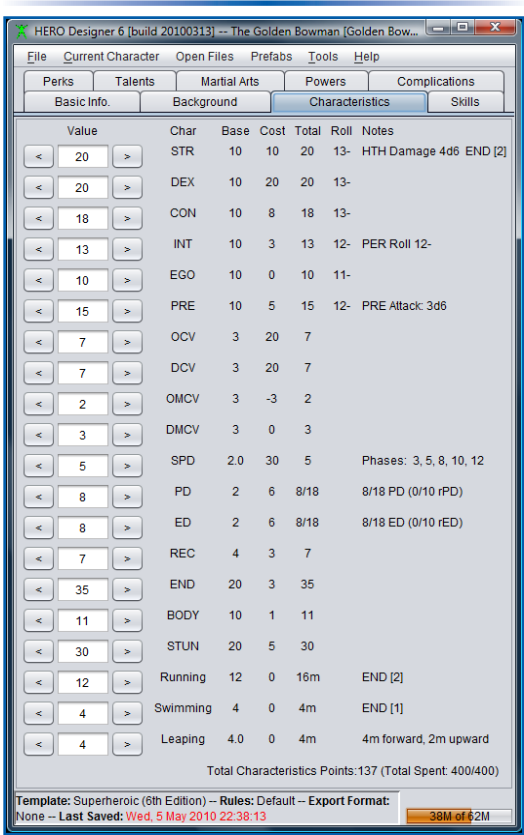 HERO Designer 6 [build 20100313] -- The Golden Bowman [Golden Bow...
File Current Character Open Files Prefabs Tools Help
Perks Talents Martial Arts Powers Complications
Basic Info. Background Characteristics Skills
Value Char Base Cost Total Roll Notes
< 20 > STR 10 10 20 13- HTH Damage 4d6 END [2]
< 20 > DEX 10 20 20 13-
< 18 > CON 10 8 18 13-
< 13 > INT 10 3 13 12- PER Roll 12-
< 10 > EGO 10 0 10 11-
< 15 > PRE 10 5 15 12- PRE Attack: 3d6
< 7 > OCV 3 20 7
< 7 > DCV 3 20 7
< 2 > OMCV 3 -3 2
< 3 > DMCV 3 0 3
< 5 > SPD 2.0 30 5 Phases: 3, 5, 8, 10, 12
< 8 > PD 2 6 8/18 8/18 PD (0/10 rPD)
< 8 > ED 2 6 8/18 8/18 ED (0/10 rED)
< 7 > REC 4 3 7
< 35 > END 20 3 35
< 11 > BODY 10 1 11
< 30 > STUN 20 5 30
< 12 > Running 12 0 16m END [2]
< 4 > Swimming 4 0 4m END [1]
< 4 > Leaping 4.0 0 4m 4m forward, 2m upward
Total Characteristics Points:137 (Total Spent: 400/400)
Template: Superheroic (6th Edition) -- Rules: Default -- Export Format:
None -- Last Saved: Wed, 5 May 2010 22:38:13 38M of 62M